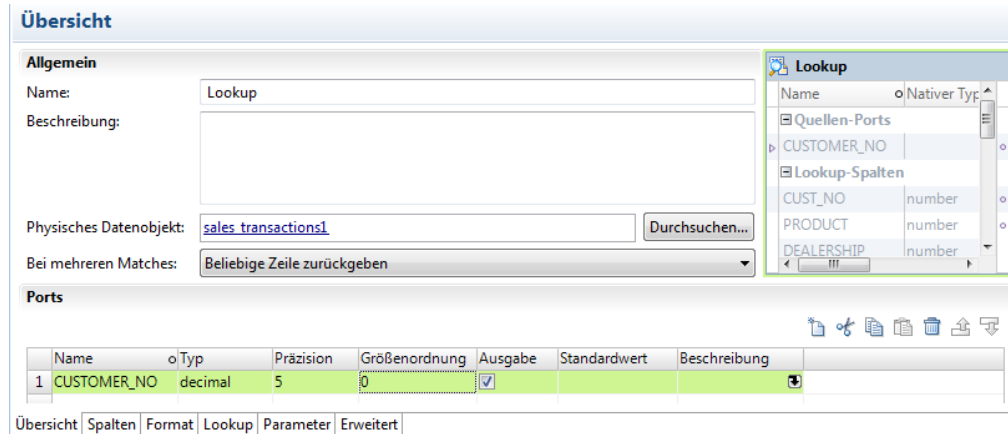 Übersicht
Allgemein
Name: Lookup
Beschreibung:
Physisches Datenobjekt: sales_transactions1 Durchsuchen...
Bei mehreren Matches: Beliebige Zeile zurückgeben
Lookup
Name Nativer Typ
Quellen-Ports
CUSTOMER_NO
Lookup-Spalten
CUST_NO number
PRODUCT number
DEALERSHIP number
Ports
Name Typ Präzision Größenordnung Ausgabe Standardwert Beschreibung
1 CUSTOMER_NO decimal 5 0
Übersicht Spalten Format Lookup Parameter Erweitert